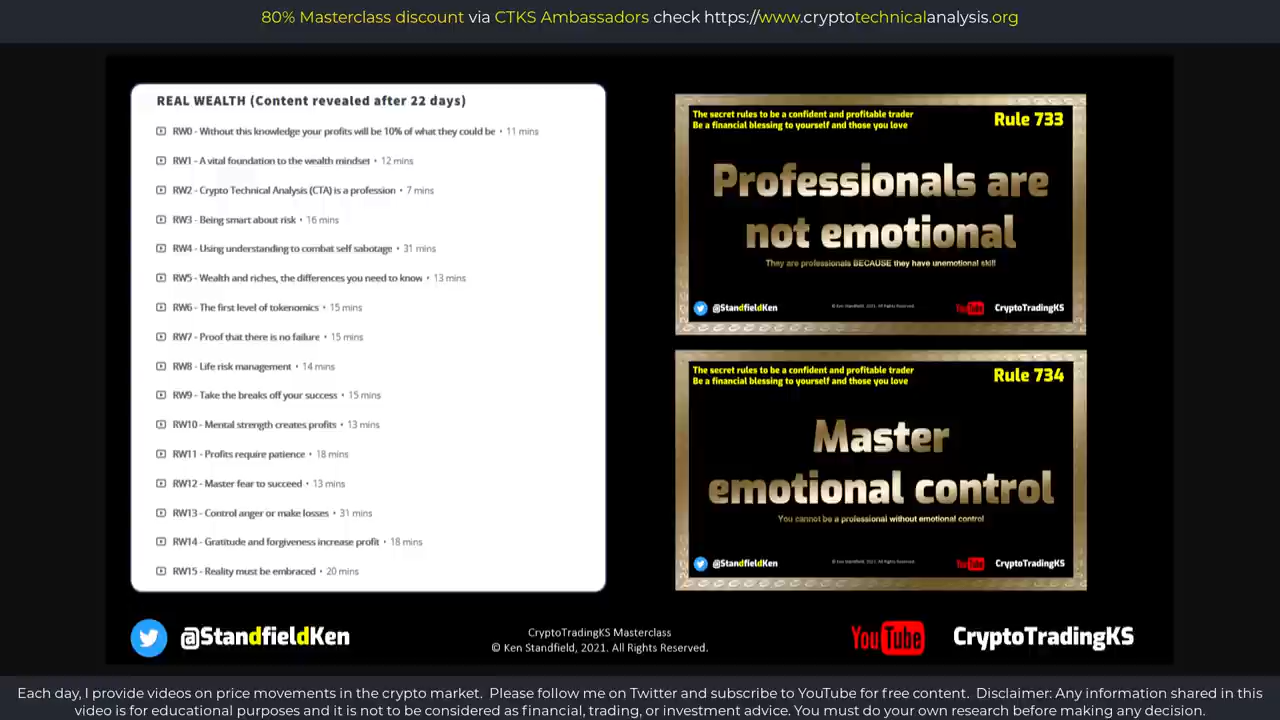 80% Masterclass discount via CTKS Ambassadors check https://www.cryptotechnicalanalysis.org
REAL WEALTH (Content revealed after 22 days)
RW0 - Without this knowledge your profits will be 10% of what they could be • 11 mins
RW1 - A vital foundation to the wealth mindset • 12 mins
RW2 - Crypto Technical Analysis (CTA) is a profession • 7 mins
RW3 - Being smart about risk • 16 mins
RW4 - Using understanding to combat self sabotage • 31 mins
RW5 - Wealth and riches, the differences you need to know • 13 mins
RW6 - The first level of tokenomics • 15 mins
RW7 - Proof that there is no failure • 15 mins
RW8 - Life risk management • 14 mins
RW9 - Take the breaks off your success • 15 mins
RW10 - Mental strength creates profits • 13 mins
RW11 - Profits require patience • 18 mins
RW12 - Master fear to succeed • 13 mins
RW13 - Control anger or make losses • 31 mins
RW14 - Gratitude and forgiveness increase profit • 18 mins
RW15 - Reality must be embraced • 20 mins
The secret rules to be a confident and profitable trader
Be a financial blessing to yourself and those you love
Rule 733
Professionals are
not emotional
They are professionals BECAUSE they have unemotional skill
@StandfieldKen
© Ken Standfield, 2021. All Rights Reserved.
YouTube
CryptoTradingKS
The secret rules to be a confident and profitable trader
Be a financial blessing to yourself and those you love
Rule 734
Master
emotional control
You cannot be a professional without emotional control
@StandfieldKen
© Ken Standfield, 2021. All Rights Reserved.
YouTube
CryptoTradingKS
@StandfieldKen
CryptoTradingKS Masterclass
© Ken Standfield, 2021. All Rights Reserved.
YouTube
CryptoTradingKS
Each day, I provide videos on price movements in the crypto market. Please follow me on Twitter and subscribe to YouTube for free content. Disclaimer: Any information shared in this
video is for educational purposes and it is not to be considered as financial, trading, or investment advice. You must do your own research before making any decision.